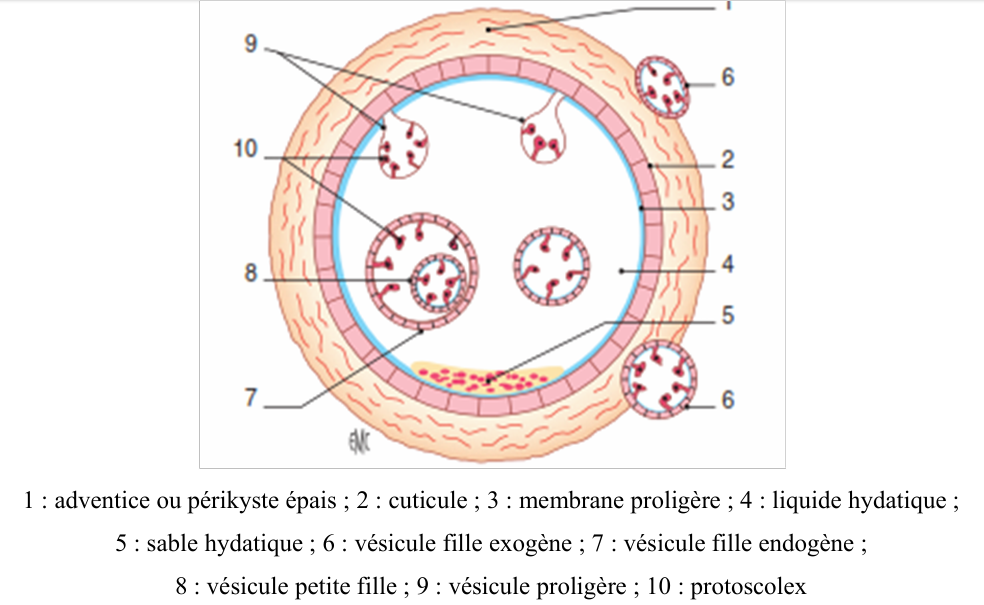 1
9
6
10
2
3
8
4
5
7
6
EMC
1 : adventice ou périkyste épais ; 2 : cuticule ; 3 : membrane proligère ; 4 : liquide hydatique ;
5 : sable hydatique ; 6 : vésicule fille exogène ; 7 : vésicule fille endogène ;
8 : vésicule petite fille ; 9 : vésicule proligère ; 10 : protoscolex